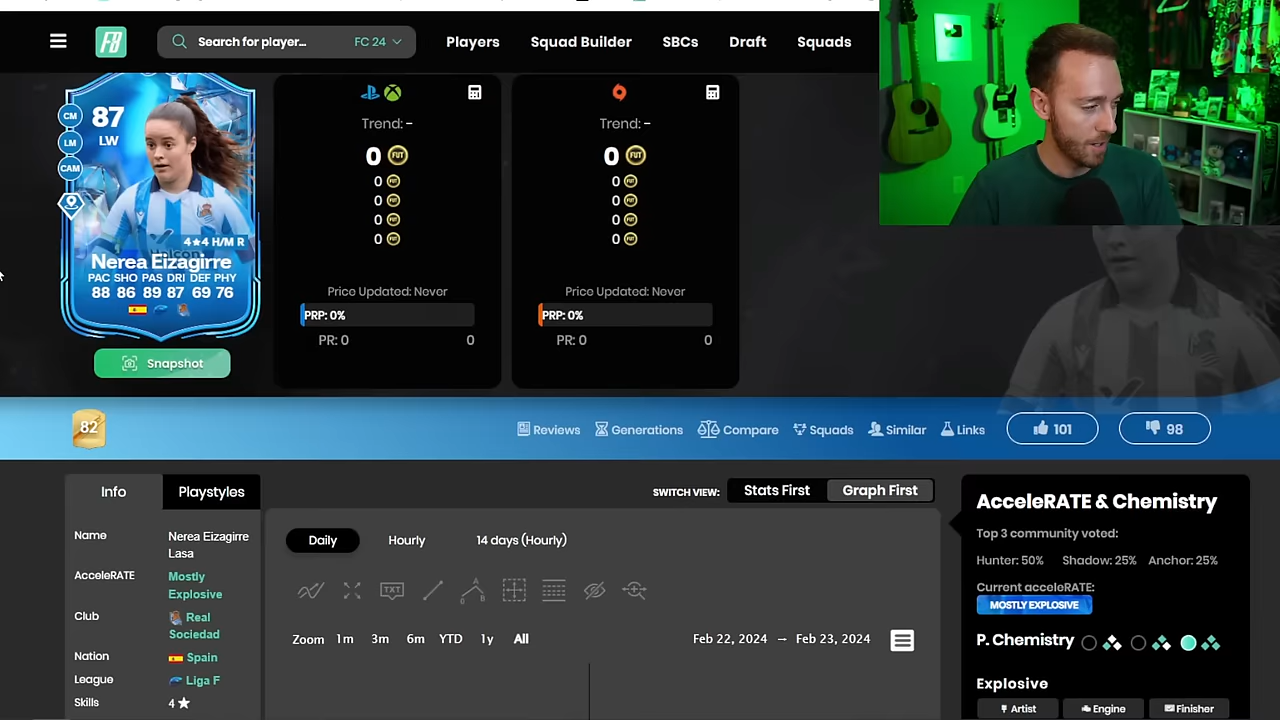 FB
Search for player...
FC 24
Players
Squad Builder
SBCs
Draft
Squads
87
LW
CM
LM
CAM
4★4 H/M R
Nerea Eizagirre
PAC SHO PAS DRI DEF PHY
88 86 89 87 69 76
Snapshot
Trend: -
0 FUT
0
0
0
0
Price Updated: Never
PRP: 0%
PR: 0
0
Trend: -
0 FUT
0
0
0
0
Price Updated: Never
PRP: 0%
PR: 0
0
82
Reviews
Generations
Compare
Squads
Similar
Links
101
98
Info
Playstyles
Name
Nerea Eizagirre
Lasa
AcceleRATE
Mostly
Explosive
Club
Real
Sociedad
Nation
Spain
League
Liga F
Skills
4★
SWITCH VIEW:
Stats First
Graph First
Daily
Hourly
14 days (Hourly)
TXT
Zoom
1m
3m
6m
YTD
1y
All
Feb 22, 2024 → Feb 23, 2024
AcceleRATE & Chemistry
Top 3 community voted:
Hunter: 50% Shadow: 25% Anchor: 25%
Current acceleRATE:
MOSTLY EXPLOSIVE
P. Chemistry
Explosive
Artist
Engine
Finisher